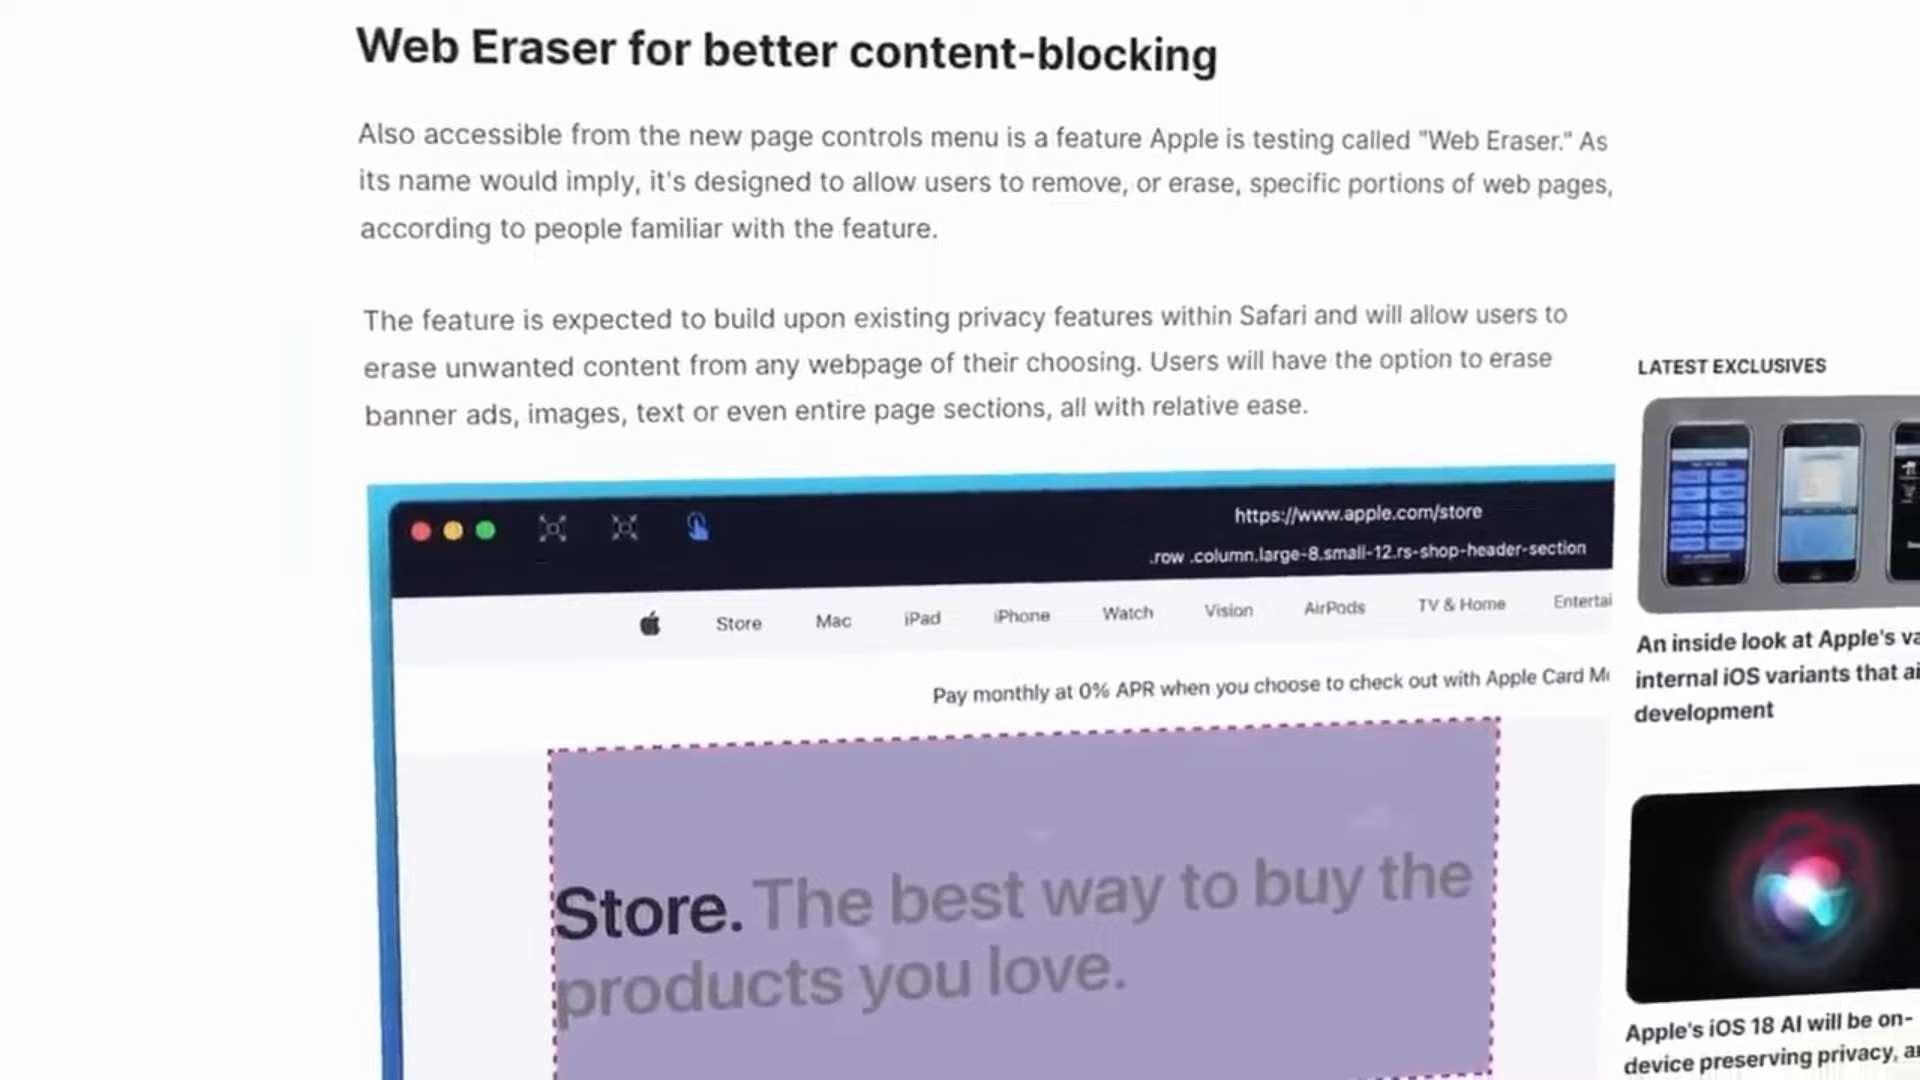 Web Eraser for better content-blocking
Also accessible from the new page controls menu is a feature Apple is testing called "Web Eraser." As
its name would imply, it's designed to allow users to remove, or erase, specific portions of web pages,
according to people familiar with the feature.
The feature is expected to build upon existing privacy features within Safari and will allow users to
erase unwanted content from any webpage of their choosing. Users will have the option to erase
banner ads, images, text or even entire page sections, all with relative ease.
https://www.apple.com/store
.row .column.large-8.small-12.rs-shop-header-section
Store Mac iPad iPhone Watch Vision AirPods TV & Home Entertai
Pay monthly at 0% APR when you choose to check out with Apple Card M
Store. The best way to buy the
products you love.
LATEST EXCLUSIVES
An inside look at Apple's va
internal iOS variants that ai
development
Apple's iOS 18 AI will be on-
device preserving privacy, a